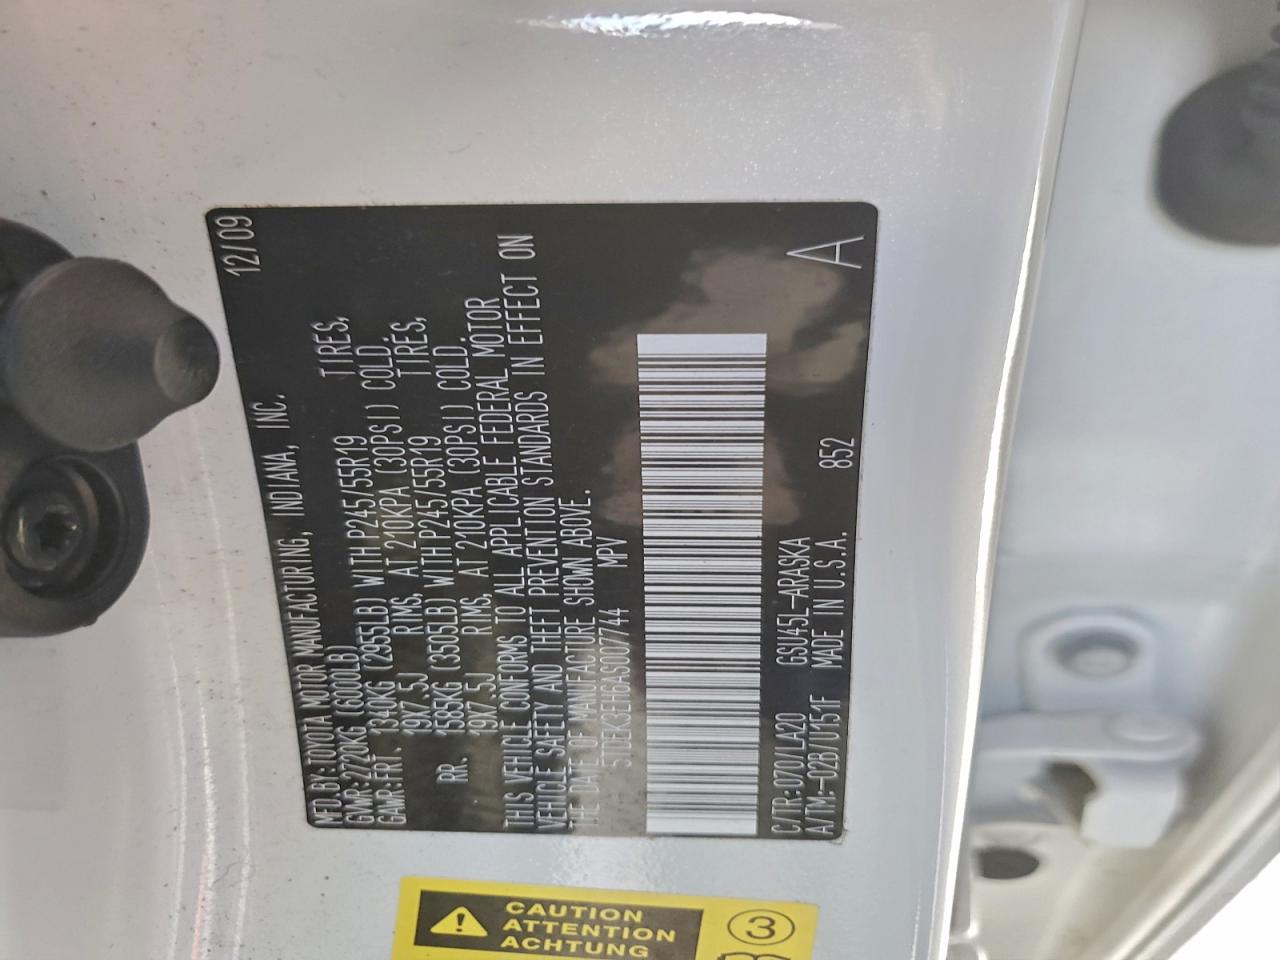 MFD.BY:TOYOTA MOTOR MANUFACTURING, INDIANA, INC. 12/09
GVWR:2720KG (6000LB)
GAWR:FRT. 1340KG (2955LB) WITH P245/55R19 TIRES,
19X7.5J RIMS, AT 210KPA (30PSI) COLD.
RR. 1585KG (3505LB) WITH P245/55R19 TIRES,
19X7.5J RIMS, AT 210KPA (30PSI) COLD.
THIS VEHICLE CONFORMS TO ALL APPLICABLE FEDERAL MOTOR
VEHICLE SAFETY AND THEFT PREVENTION STANDARDS IN EFFECT ON
THE DATE OF MANUFACTURE SHOWN ABOVE.
5TDEK3EH6AS007744 MPV
C/TR:070/LA20 GSU45L-ARASKA
A/TM:-02B/U151F MADE IN U.S.A. 852 A
CAUTION
ATTENTION
ACHTUNG
3